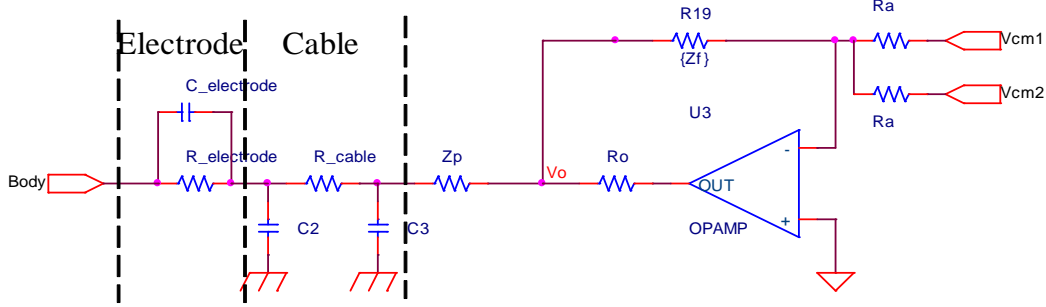 Electrode Cable
R19
{Zf}
Ra
Vcm1
Vcm2
Ra
C_electrode
R_electrode
R_cable
Zp
Vo
Ro
U3
-
OUT
+
OPAMP
Body
C2
C3